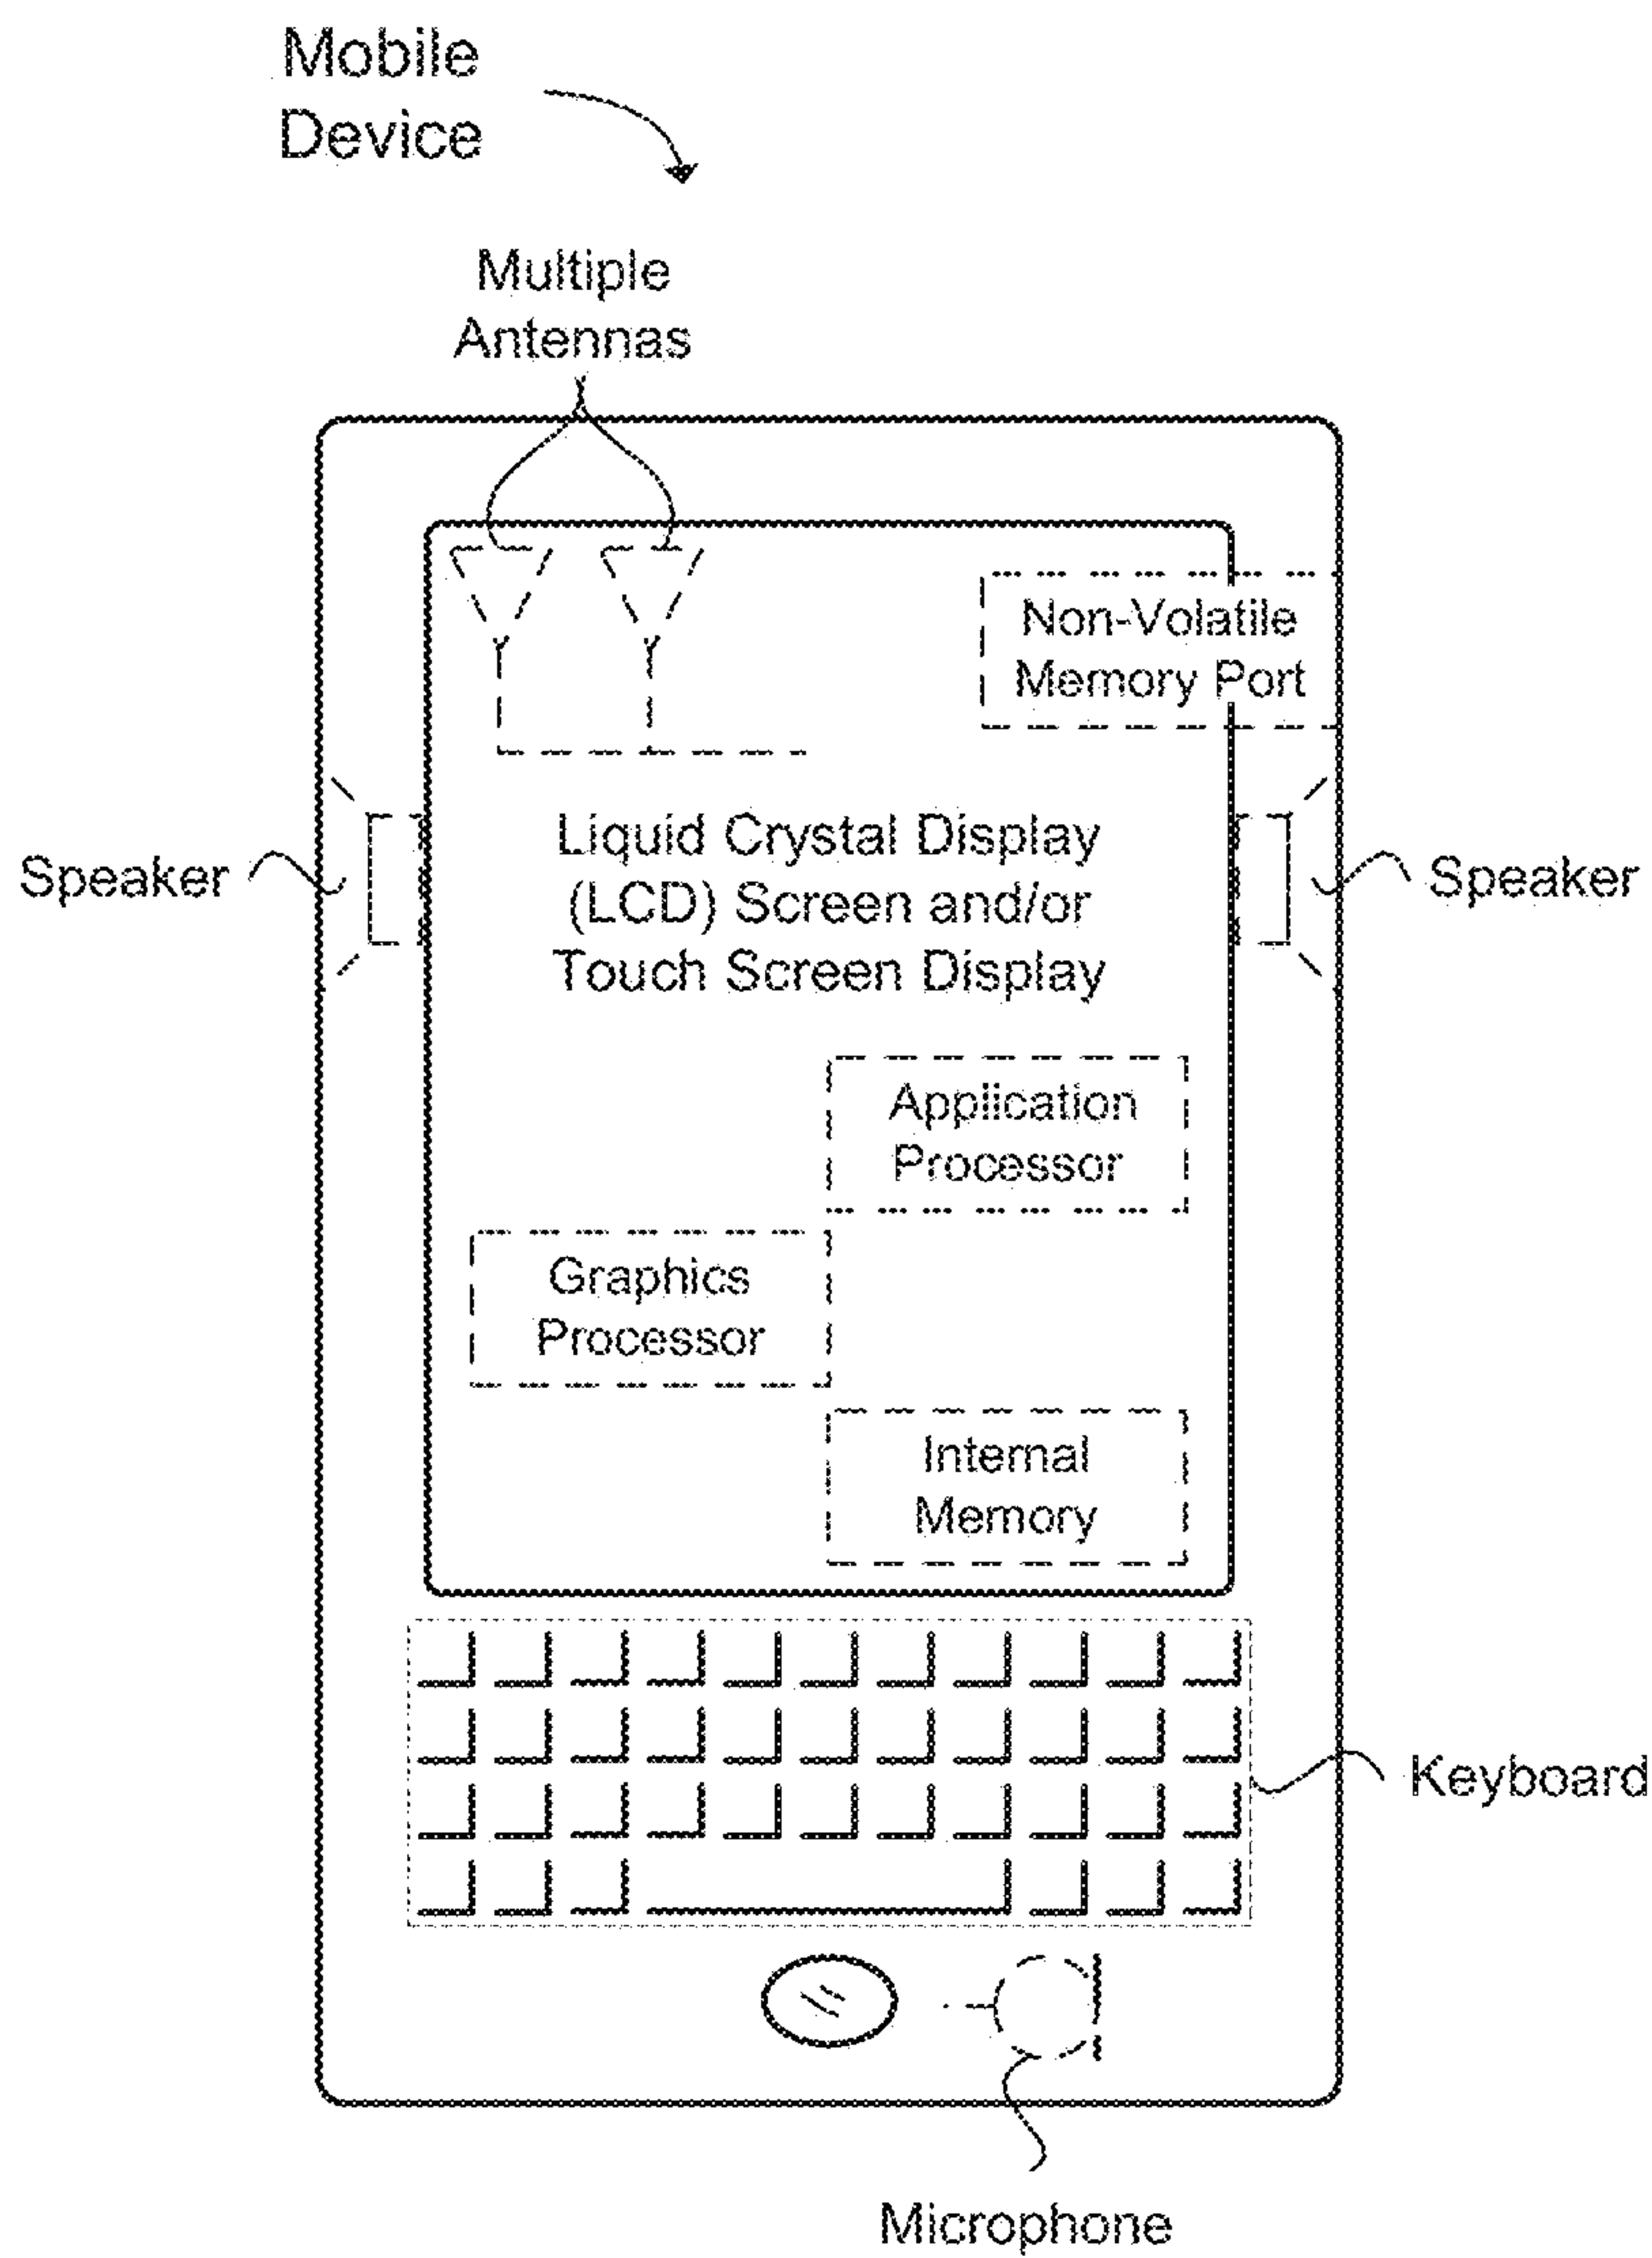 Mobile
Device
Multiple
Antennas
Non-Volatile
Memory Port
Speaker
Liquid Crystal Display
(LCD) Screen and/or
Touch Screen Display
Speaker
Application
Processor
Graphics
Processor
Internal
Memory
Keyboard
Microphone